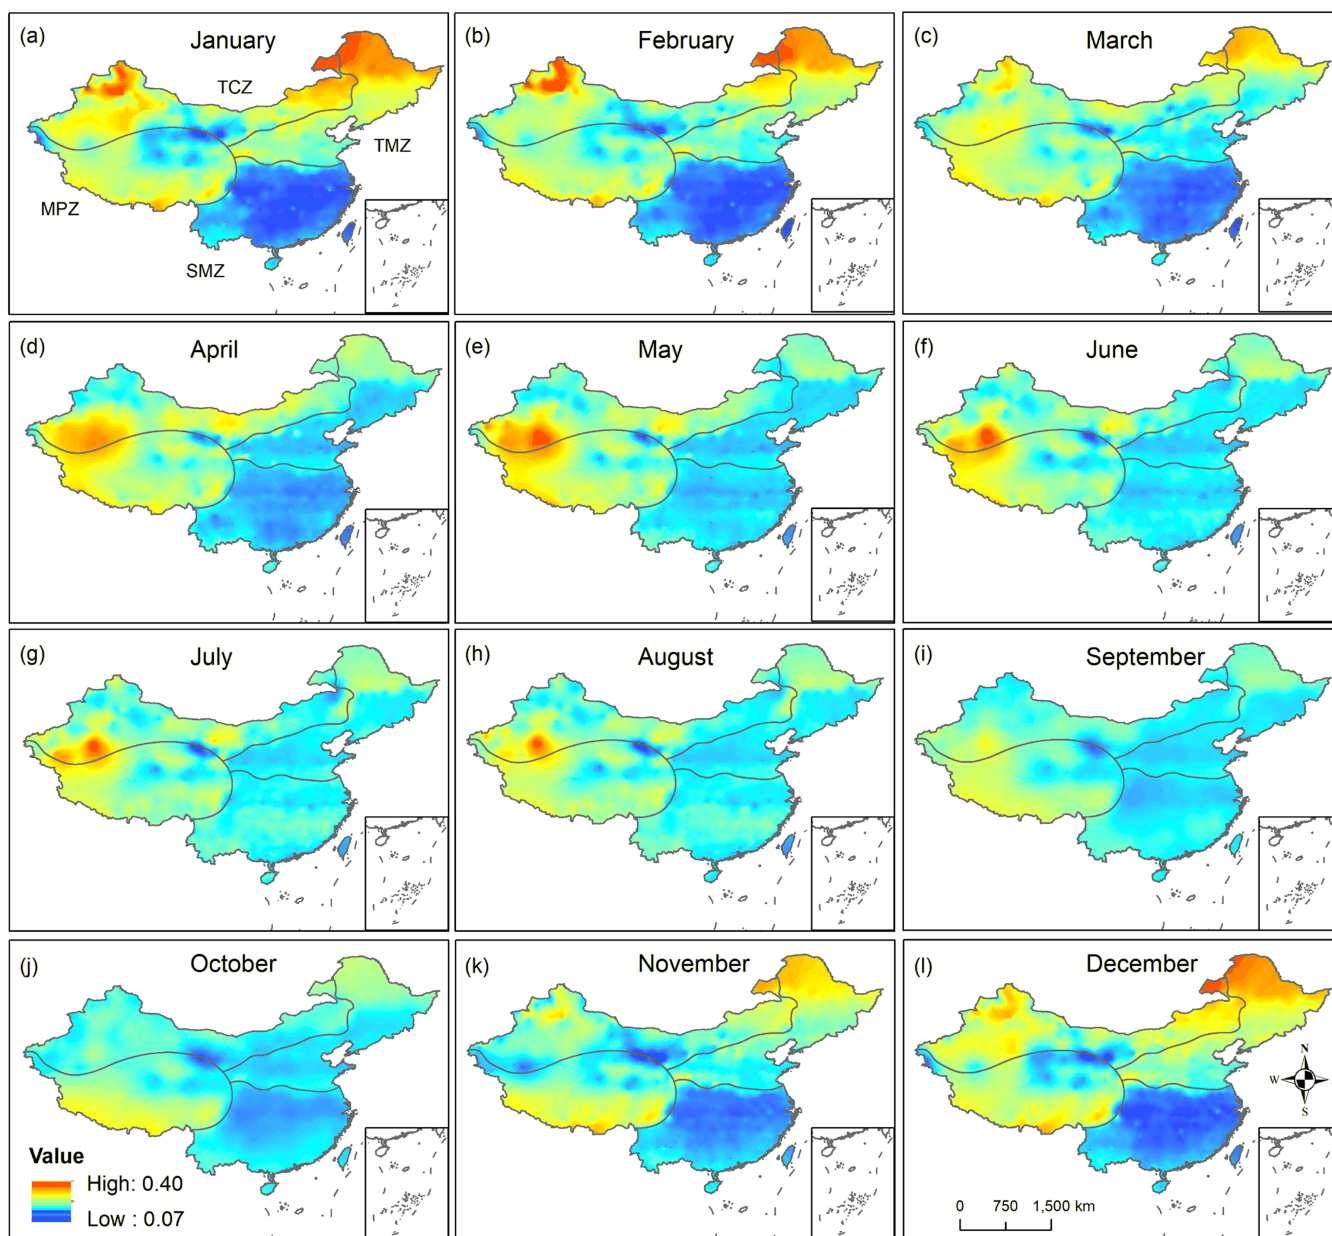 (a) January
TCZ
TMZ
MPZ
SMZ
(b) February
(c) March
(d) April
(e) May
(f) June
(g) July
(h) August
(i) September
(j) October
Value
High: 0.40
Low : 0.07
(k) November
(l) December
N
W E
S
0 750 1,500 km